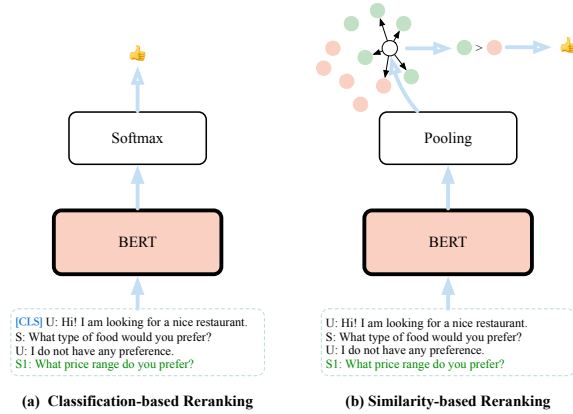 Softmax
BERT
[CLS] U: Hi! I am looking for a nice restaurant.
S: What type of food would you prefer?
U: I do not have any preference.
S1: What price range do you prefer?
(a) Classification-based Reranking
>
Pooling
BERT
U: Hi! I am looking for a nice restaurant.
S: What type of food would you prefer?
U: I do not have any preference.
S1: What price range do you prefer?
(b) Similarity-based Reranking